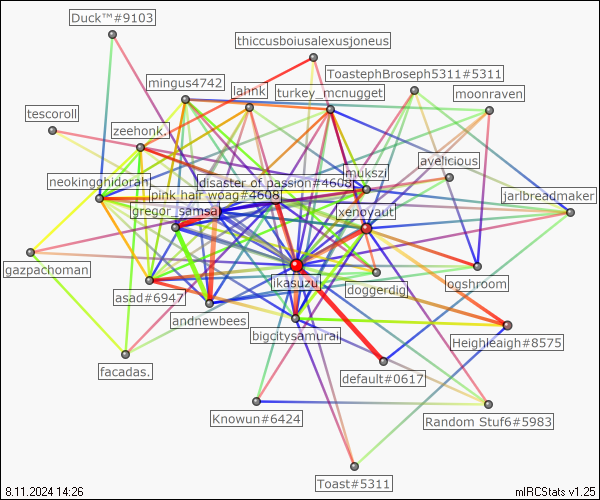 Duck™#9103
thiccusboiusalexusjoneus
ToastephBroseph5311#5311
mingus4742
lahnk
turkey_mcnugget
moonraven
tescoroll
zeehonk.
avelicious
mukszi
neokingghidorah
disaster of passion#4608
pink hair woag#4608
jarlbreadmaker
gregor_samsa
xenoyaut
gazpachoman
likasuzu
doggerdig
ogshroom
asad#6947
andnewbees
bigcitysamurai
Heighleaigh#8575
facadas.
default#0617
Knowun#6424
Random Stuf6#5983
Toast#5311
8.11.2024 14:26
mIRCStats v1.25